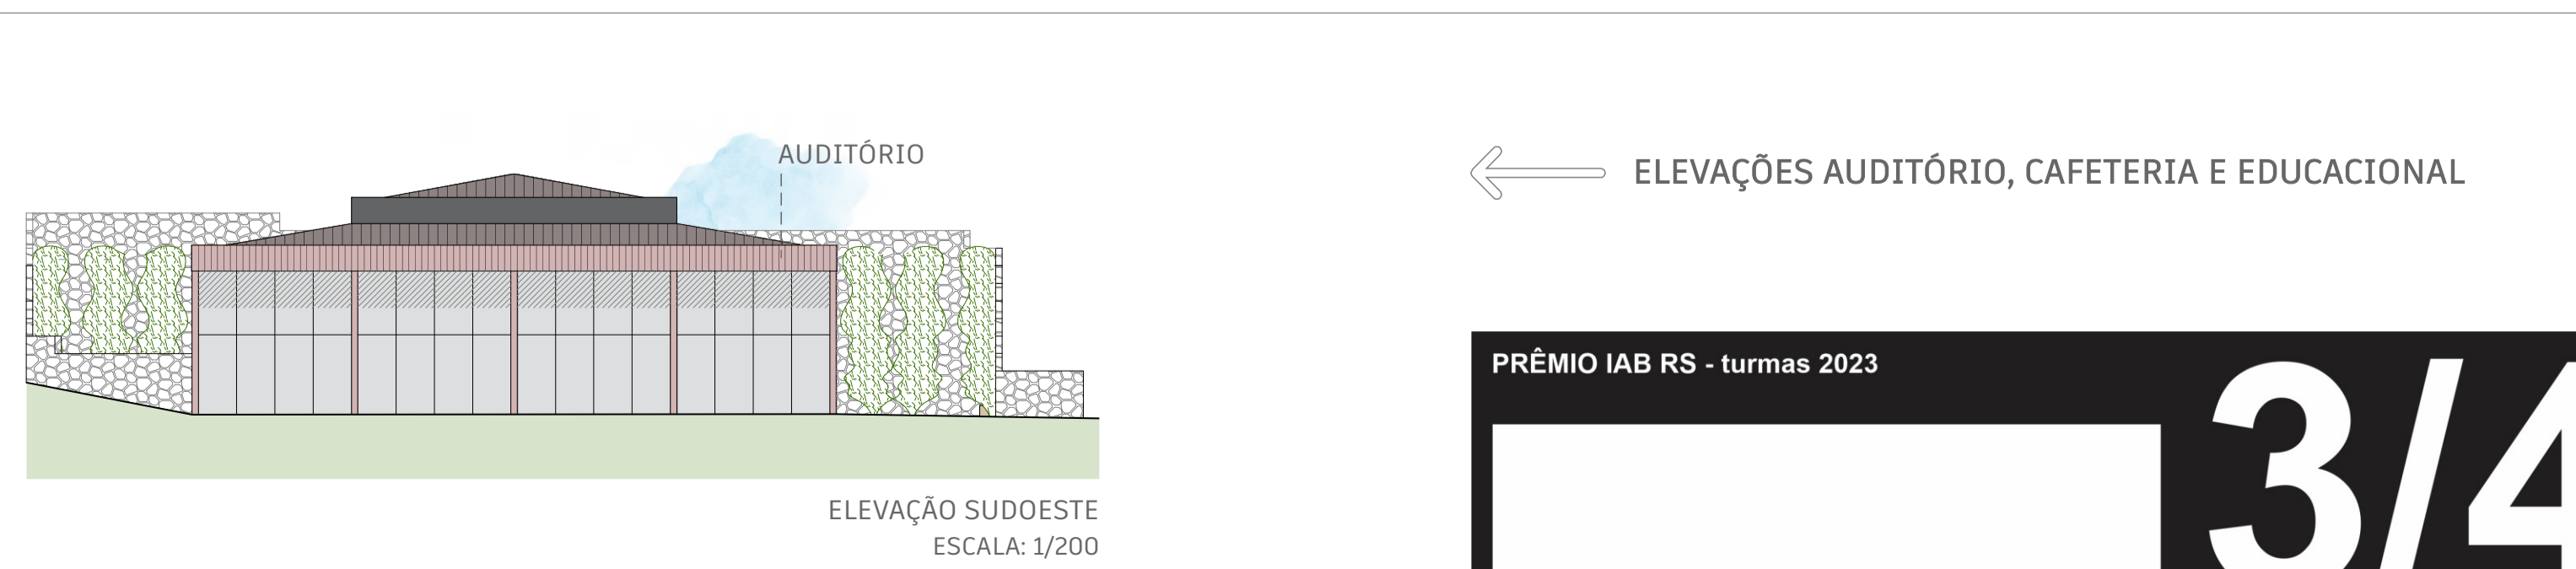 AUDITÓRIO
ELEVAÇÕES AUDITÓRIO, CAFETERIA E EDUCACIONAL
ELEVAÇÃO SUDOESTE
ESCALA: 1/200
PRÊMIO IAB RS - turmas 2023
3/4